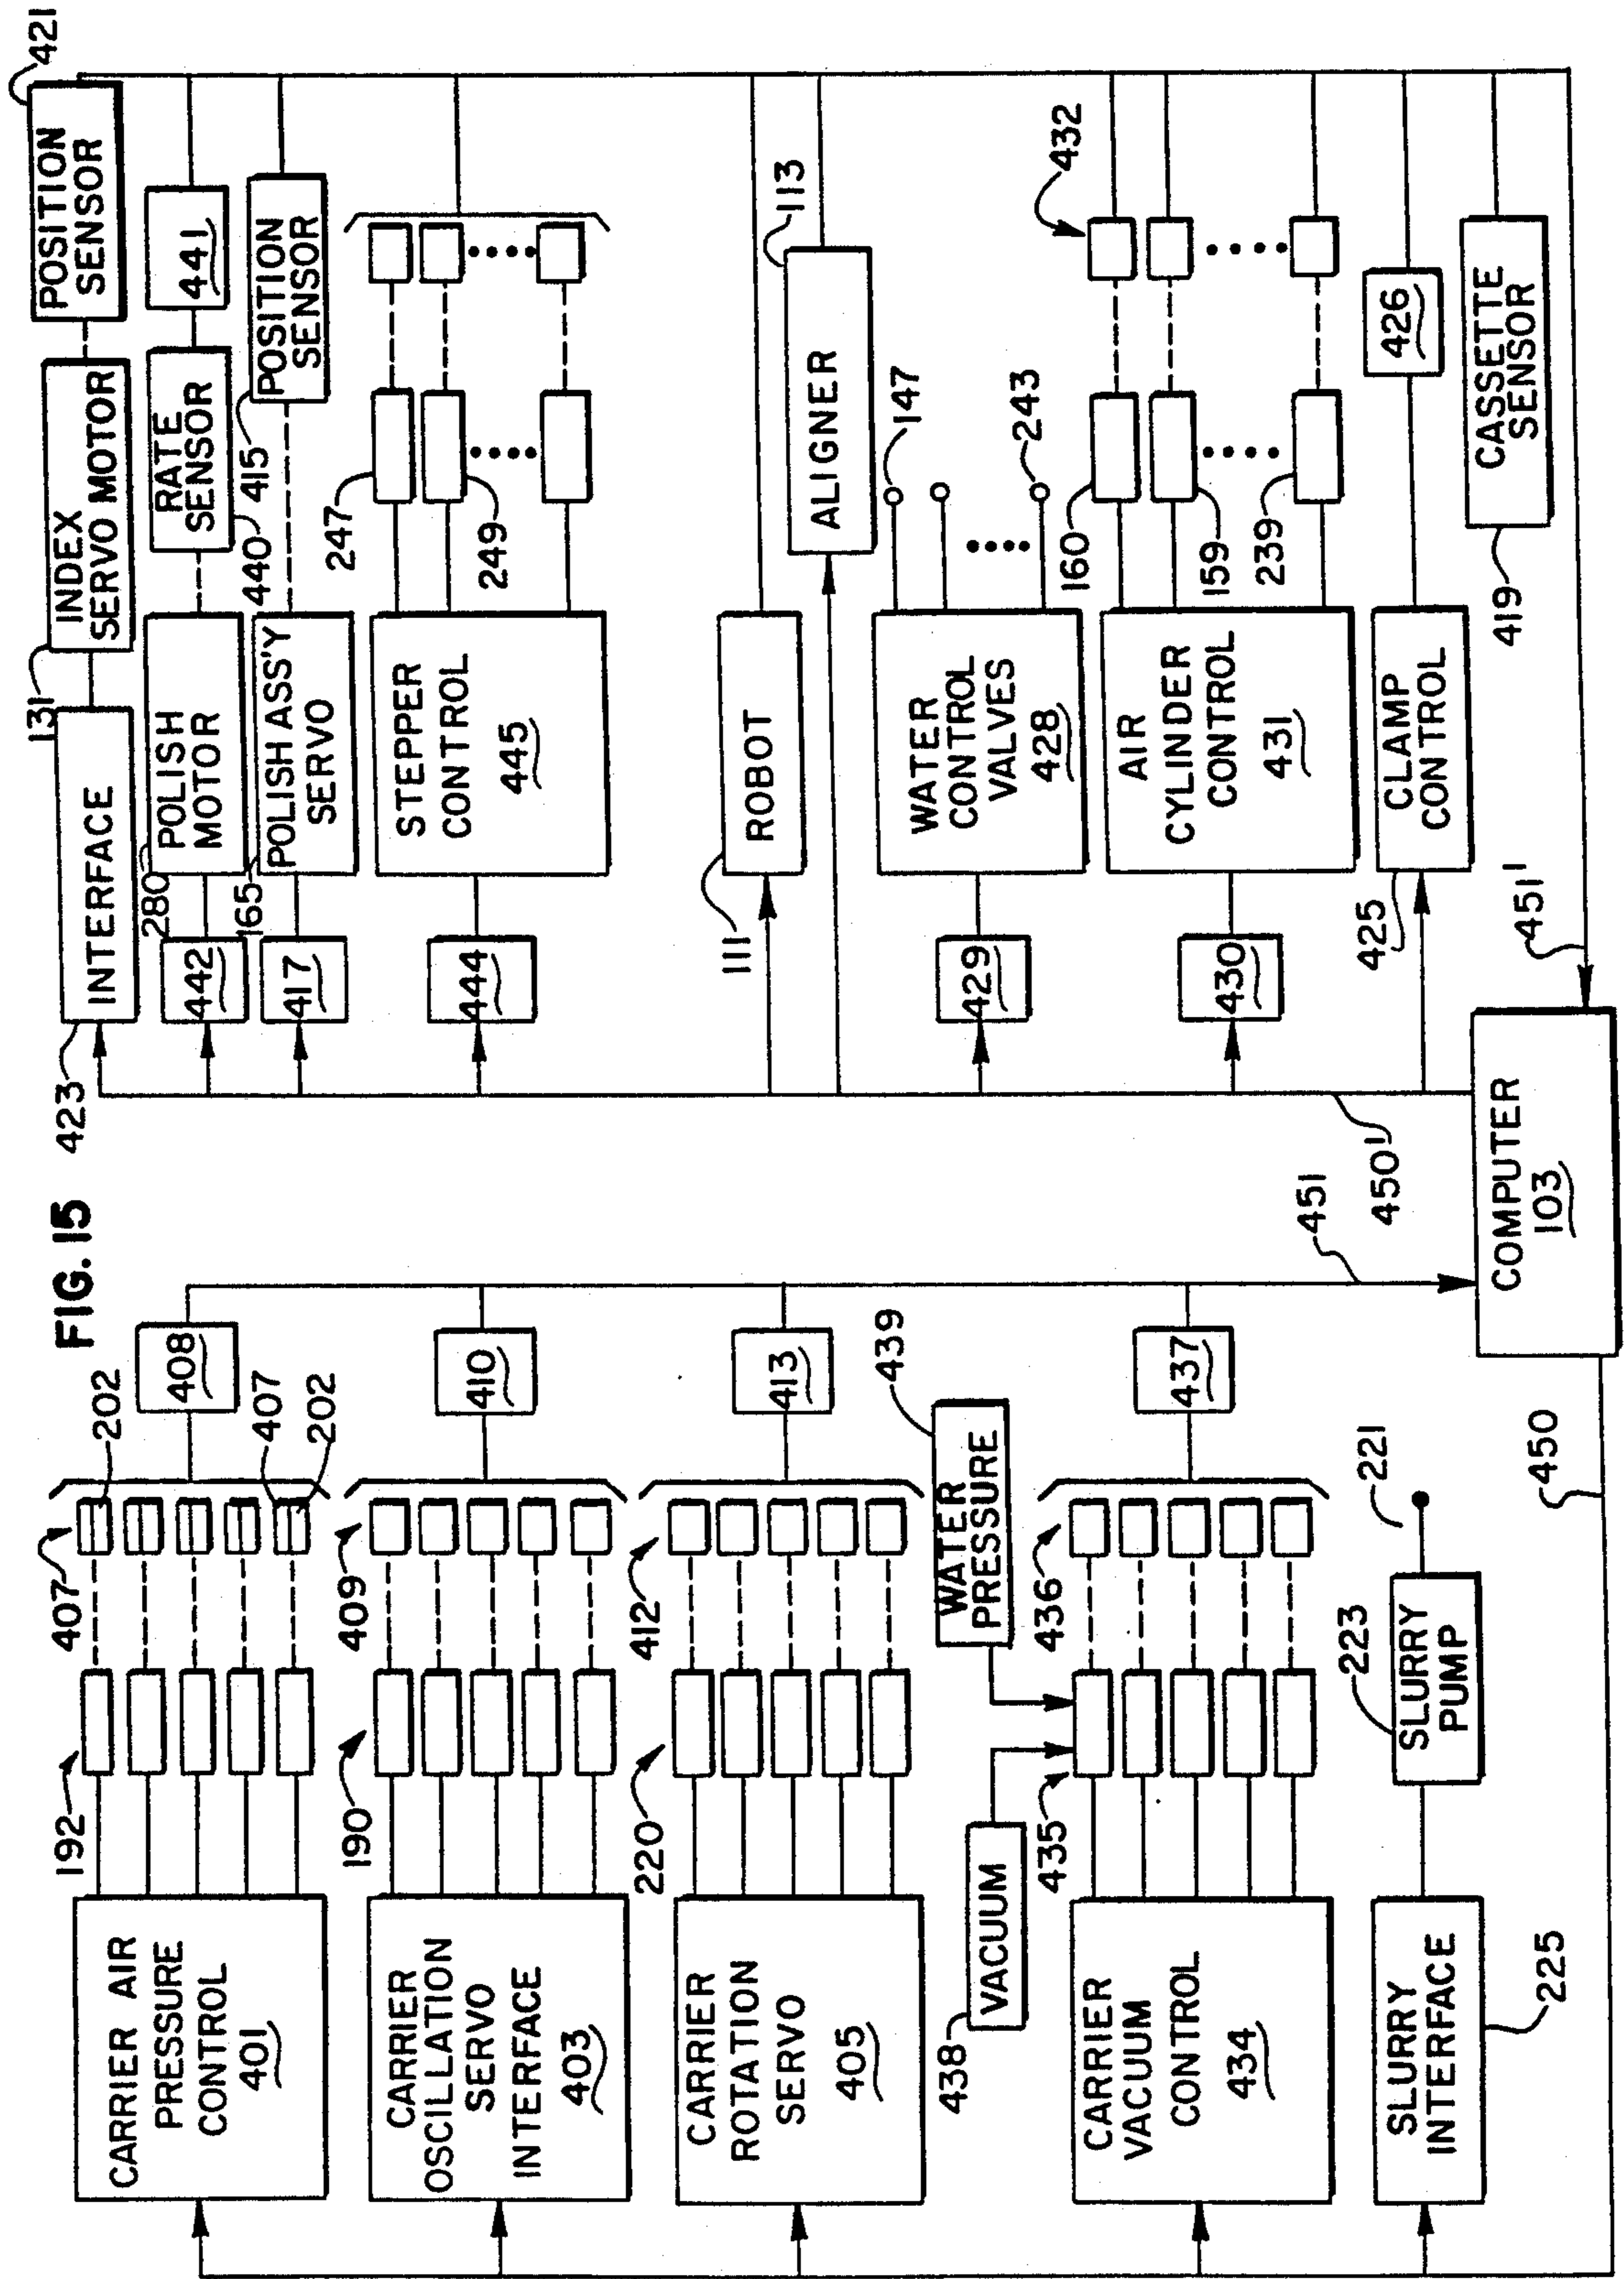 FIG. 15
192
407
202
CARRIER AIR
PRESSURE
CONTROL
401
408
407
202
190
409
CARRIER
OSCILLATION
SERVO
INTERFACE
403
410
220
412
CARRIER
ROTATION
SERVO
405
413
438
VACUUM
WATER
PRESSURE
439
435
436
CARRIER
VACUUM
CONTROL
434
437
SLURRY
INTERFACE
225
223
SLURRY
PUMP
221
450
451
COMPUTER
103
450'
451'
423
INTERFACE
131
INDEX
SERVO MOTOR
POSITION
SENSOR
421
442
280
POLISH
MOTOR
RATE
SENSOR
440
441
417
165
POLISH ASS'Y
SERVO
415
POSITION
SENSOR
444
STEPPER
CONTROL
445
247
249
111
ROBOT
ALIGNER
113
429
WATER
CONTROL
VALVES
428
147
243
430
AIR
CYLINDER
CONTROL
431
160
159
239
432
425
CLAMP
CONTROL
426
419
CASSETTE
SENSOR